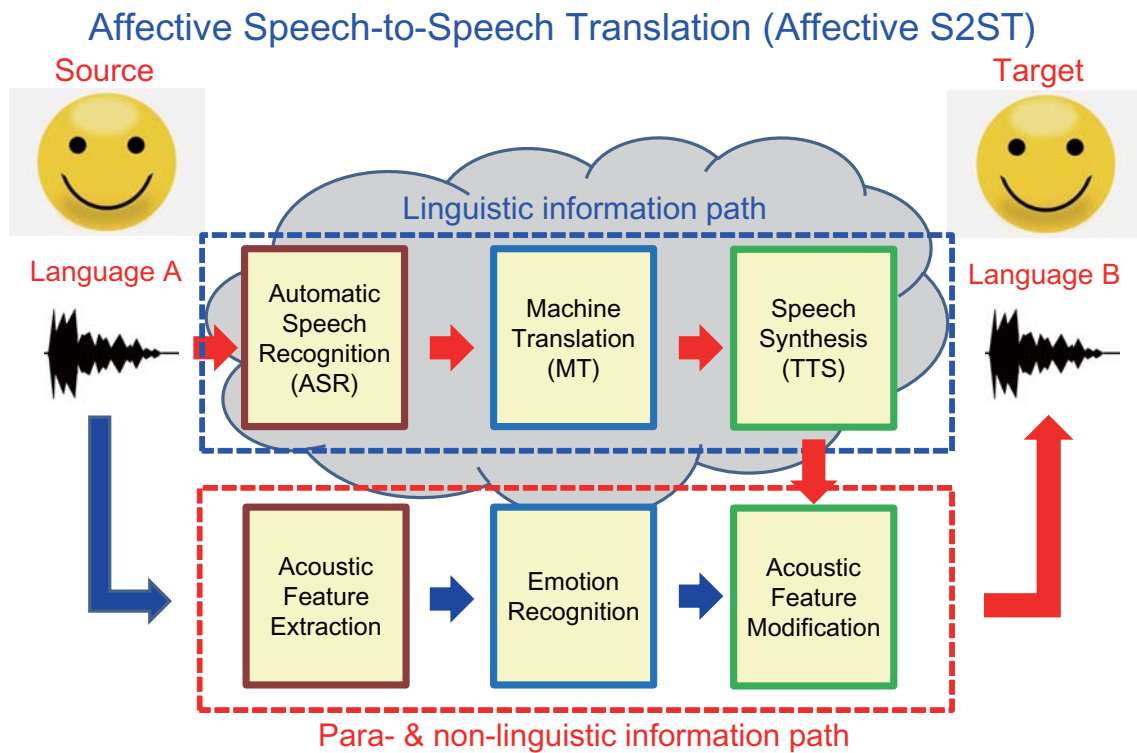 Affective Speech-to-Speech Translation (Affective S2ST)
Source
Target
Linguistic information path
Language A
Language B
Automatic
Speech
Recognition
(ASR)
Machine
Translation
(MT)
Speech
Synthesis
(TTS)
Acoustic
Feature
Extraction
Emotion
Recognition
Acoustic
Feature
Modification
Para- & non-linguistic information path